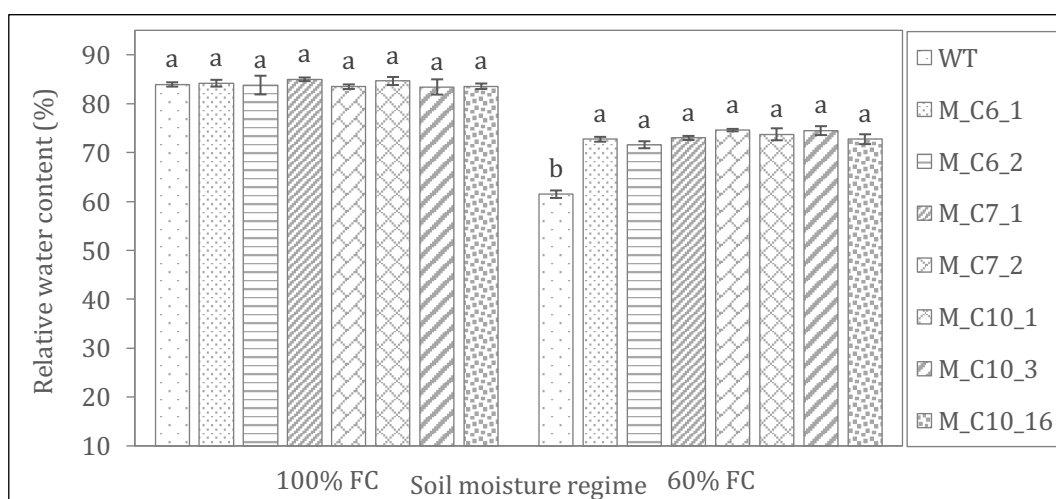 Relative water content (%)
90
80
70
60
50
40
30
20
10
a a a a a a a a
b a a a a a a a
100% FC Soil moisture regime 60% FC
WT
M_C6_1
M_C6_2
M_C7_1
M_C7_2
M_C10_1
M_C10_3
M_C10_16